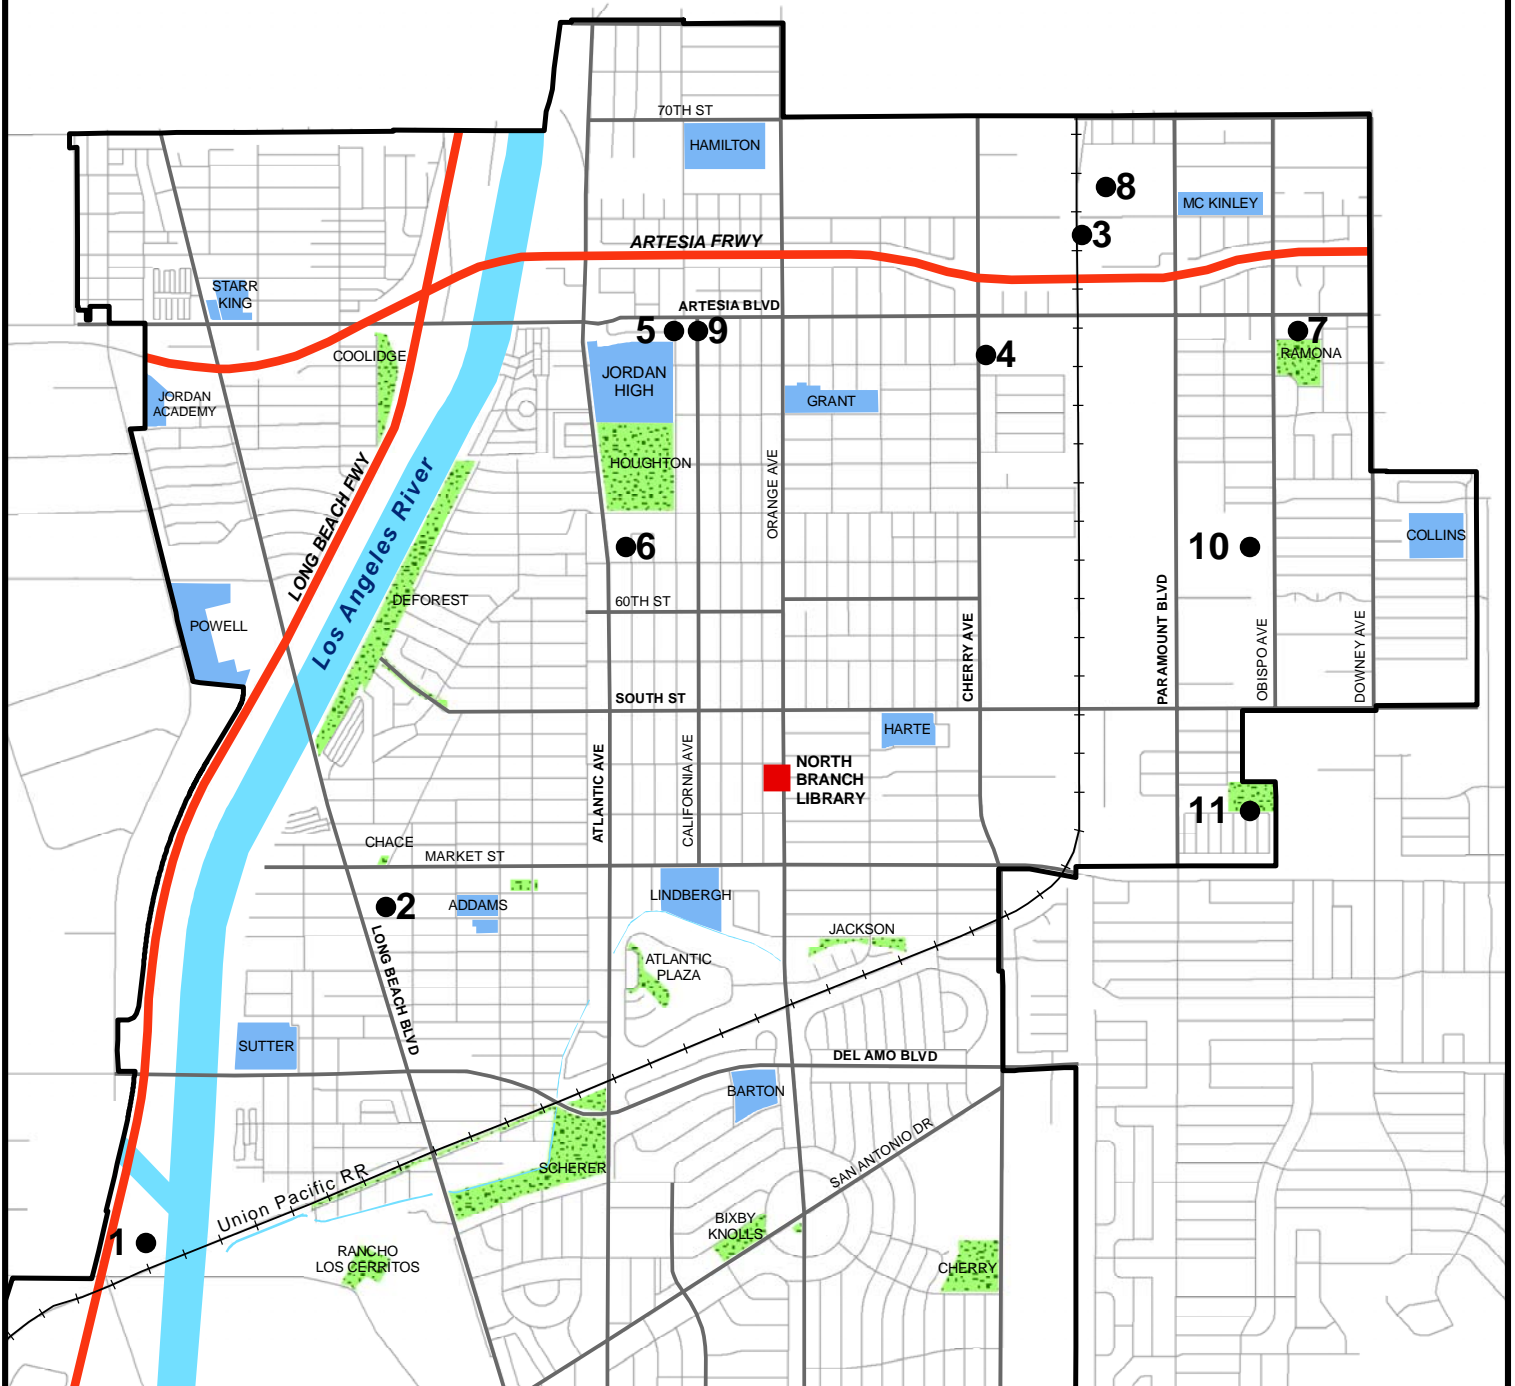 70TH ST
HAMILTON
8
MC KINLEY
3
ARTESIA FRWY
STARR
KING
ARTESIA BLVD
5
9
7
COOLIDGE
RAMONA
4
JORDAN
HIGH
JORDAN
ACADEMY
GRANT
HOUGHTON
ORANGE AVE
LONG BEACH FWY
Los Angeles River
6
10
COLLINS
DEFOREST
60TH ST
POWELL
CHERRY AVE
PARAMOUNT BLVD
OBISPO AVE
DOWNEY AVE
SOUTH ST
HARTE
ATLANTIC AVE
CALIFORNIA AVE
NORTH
BRANCH
LIBRARY
11
CHACE
MARKET ST
2
ADDAMS
LINDBERGH
JACKSON
LONG BEACH BLVD
ATLANTIC
PLAZA
SUTTER
DEL AMO BLVD
BARTON
SCHERER
SAN ANTONIO DR
Union Pacific RR
1
BIXBY
KNOLLS
RANCHO
LOS CERRITOS
CHERRY